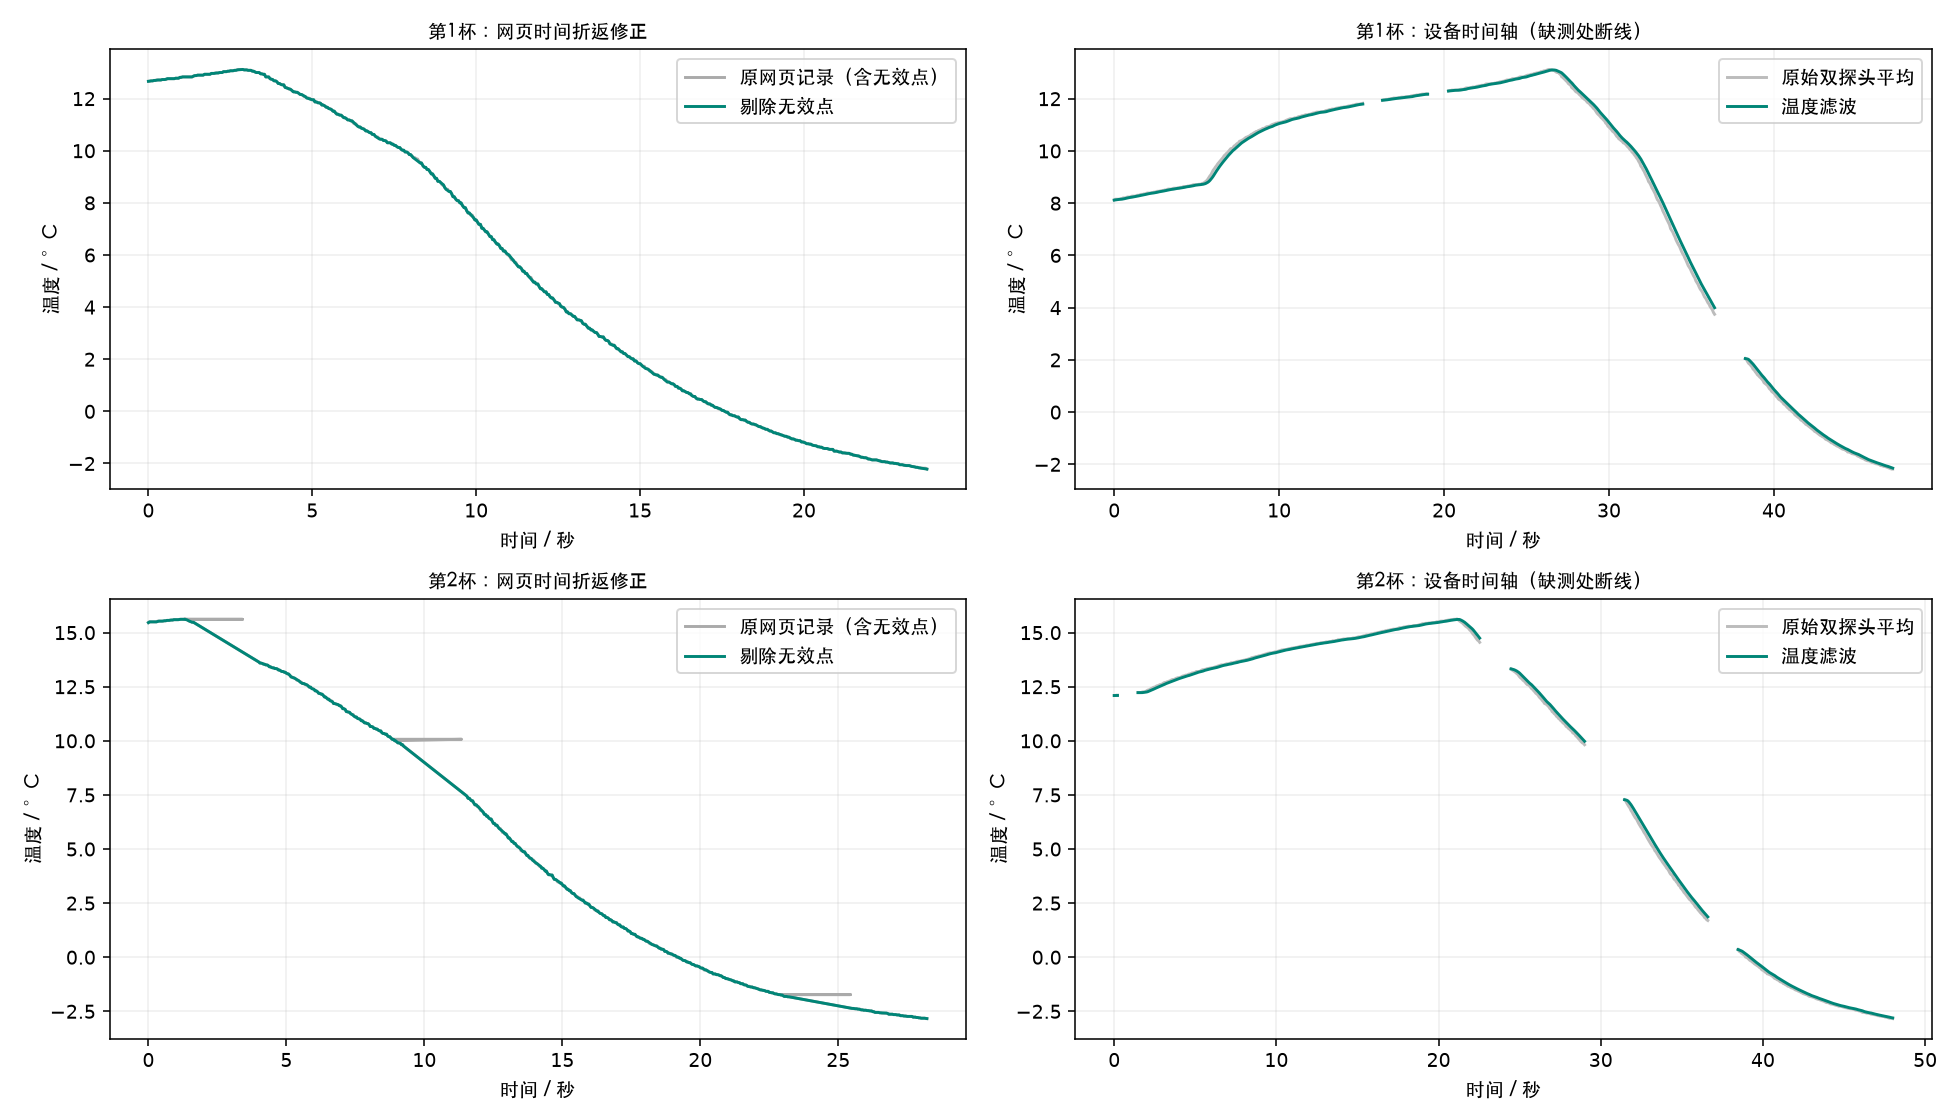 第1杯：网页时间折返修正
原网页记录（含无效点）
剔除无效点
温度 / ° C
12
10
8
6
4
2
0
−2
0
5
10
15
20
时间 / 秒
第1杯：设备时间轴（缺测处断线）
原始双探头平均
温度滤波
温度 / ° C
12
10
8
6
4
2
0
−2
0
10
20
30
40
时间 / 秒
第2杯：网页时间折返修正
原网页记录（含无效点）
剔除无效点
温度 / ° C
15.0
12.5
10.0
7.5
5.0
2.5
0.0
−2.5
0
5
10
15
20
25
时间 / 秒
第2杯：设备时间轴（缺测处断线）
原始双探头平均
温度滤波
温度 / ° C
15.0
12.5
10.0
7.5
5.0
2.5
0.0
−2.5
0
10
20
30
40
50
时间 / 秒